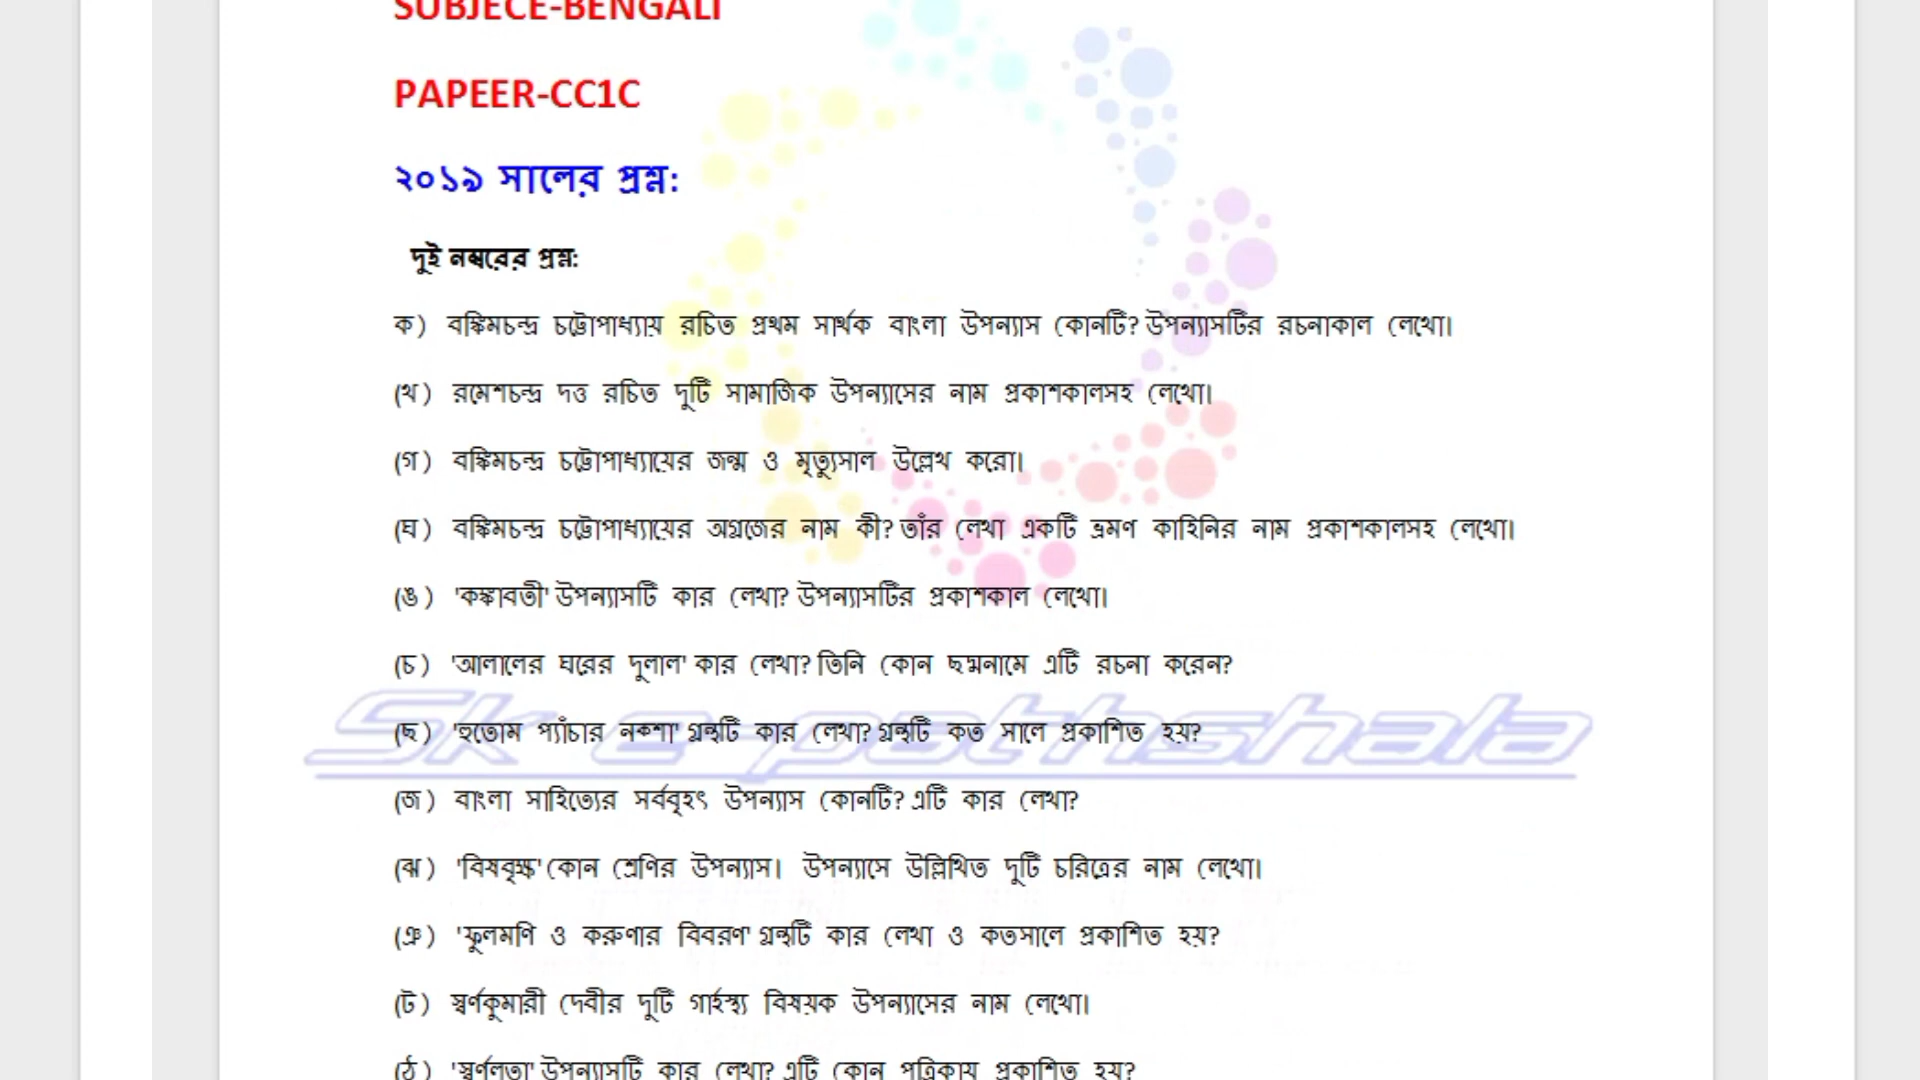 SUBJECE-BENGALI
PAPEER-CC1C
২০১৯ সালের প্রশ্ন:
দুই নম্বরের প্রশ্ন:
ক) বঙ্কিমচন্দ্র চট্টোপাধ্যায় রচিত প্রথম সার্থক বাংলা উপন্যাস কোনটি? উপন্যাসটির রচনাকাল লেখো।
(খ) রমেশচন্দ্র দত্ত রচিত দুটি সামাজিক উপন্যাসের নাম প্রকাশকালসহ লেখো।
(গ) বঙ্কিমচন্দ্র চট্টোপাধ্যায়ের জন্ম ও মৃত্যুসাল উল্লেখ করো।
(ঘ) বঙ্কিমচন্দ্র চট্টোপাধ্যায়ের অগ্রজের নাম কী? তাঁর লেখা একটি ভ্রমণ কাহিনির নাম প্রকাশকালসহ লেখো।
(ঙ) 'কঙ্কাবতী' উপন্যাসটি কার লেখা? উপন্যাসটির প্রকাশকাল লেখো।
(চ) 'আলালের ঘরের দুলাল' কার লেখা? তিনি কোন ছদ্মনামে এটি রচনা করেন?
(ছ) 'হুতোম প্যাঁচার নকশা' গ্রন্থটি কার লেখা? গ্রন্থটি কত সালে প্রকাশিত হয়?
Sk e-pathshala
(জ) বাংলা সাহিত্যের সর্ববৃহৎ উপন্যাস কোনটি? এটি কার লেখা?
(ঝ) 'বিষবৃক্ষ' কোন শ্রেণির উপন্যাস। উপন্যাসে উল্লিখিত দুটি চরিত্রের নাম লেখো।
(ঞ) 'ফুলমণি ও করুণার বিবরণ' গ্রন্থটি কার লেখা ও কতসালে প্রকাশিত হয়?
(ট) স্বর্ণকুমারী দেবীর দুটি গার্হস্থ্য বিষয়ক উপন্যাসের নাম লেখো।
(ঠ) 'স্বর্ণলতা' উপন্যাসটি কার লেখা? এটি কোন পত্রিকায় প্রকাশিত হয়?